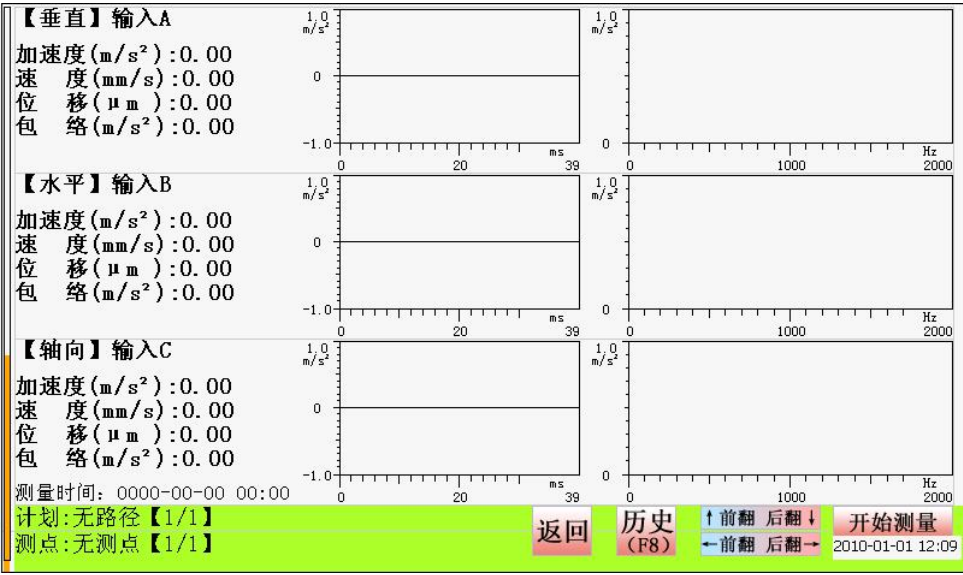 【垂直】输入A
加速度(m/s²):0.00
速 度(mm/s):0.00
位 移(μm ):0.00
包 络(m/s²):0.00
1.0
m/s²
0
-1.0
0 20 ms 39
1.0
m/s²
0
0 1000 Hz 2000
【水平】输入B
加速度(m/s²):0.00
速 度(mm/s):0.00
位 移(μm ):0.00
包 络(m/s²):0.00
1.0
m/s²
0
-1.0
0 20 ms 39
1.0
m/s²
0
0 1000 Hz 2000
【轴向】输入C
加速度(m/s²):0.00
速 度(mm/s):0.00
位 移(μm ):0.00
包 络(m/s²):0.00
1.0
m/s²
0
-1.0
0 20 ms 39
1.0
m/s²
0
0 1000 Hz 2000
测量时间: 0000-00-00 00:00
计划:无路径【1/1】
测点:无测点【1/1】
返回
历史
(F8)
↑前翻 后翻↓
←前翻 后翻→
开始测量
2010-01-01 12:09